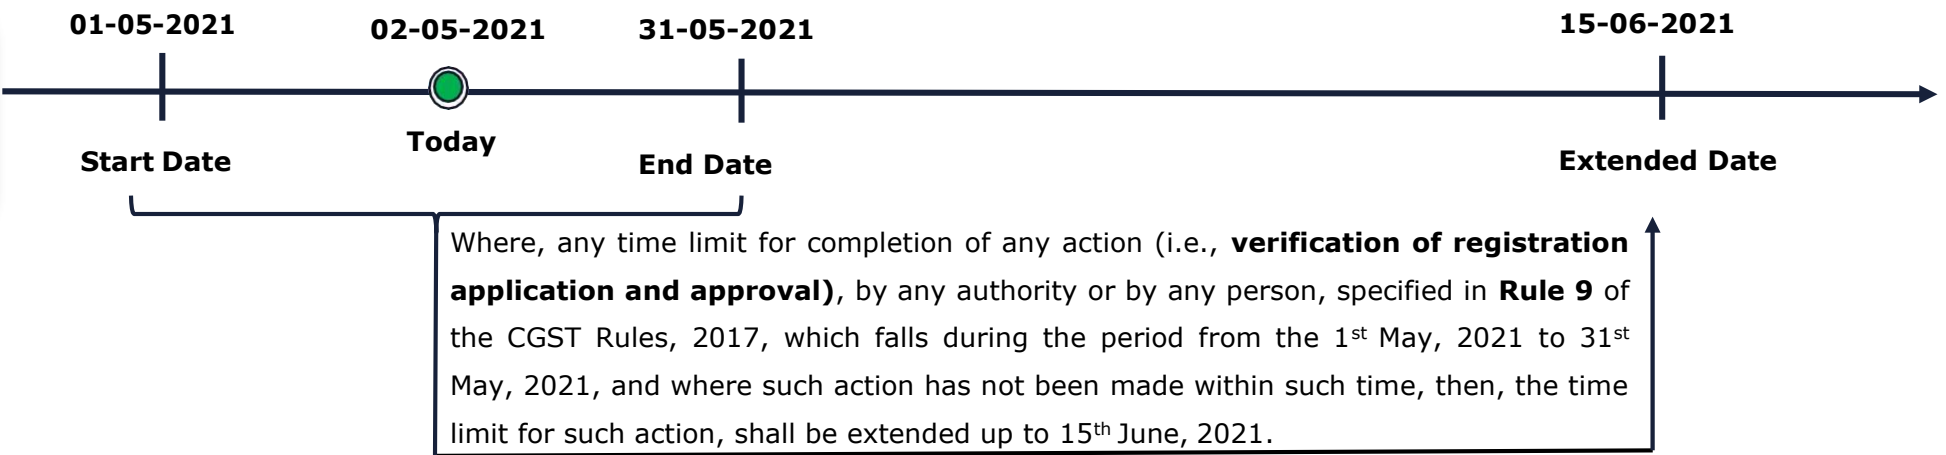 01-05-2021 02-05-2021 31-05-2021 15-06-2021
Today
Start Date End Date Extended Date
Where, any time limit for completion of any action (i.e., verification of registration
application and approval), by any authority or by any person, specified in Rule 9 of
the CGST Rules, 2017, which falls during the period from the 1st May, 2021 to 31st
May, 2021, and where such action has not been made within such time, then, the time
limit for such action, shall be extended up to 15th June, 2021.